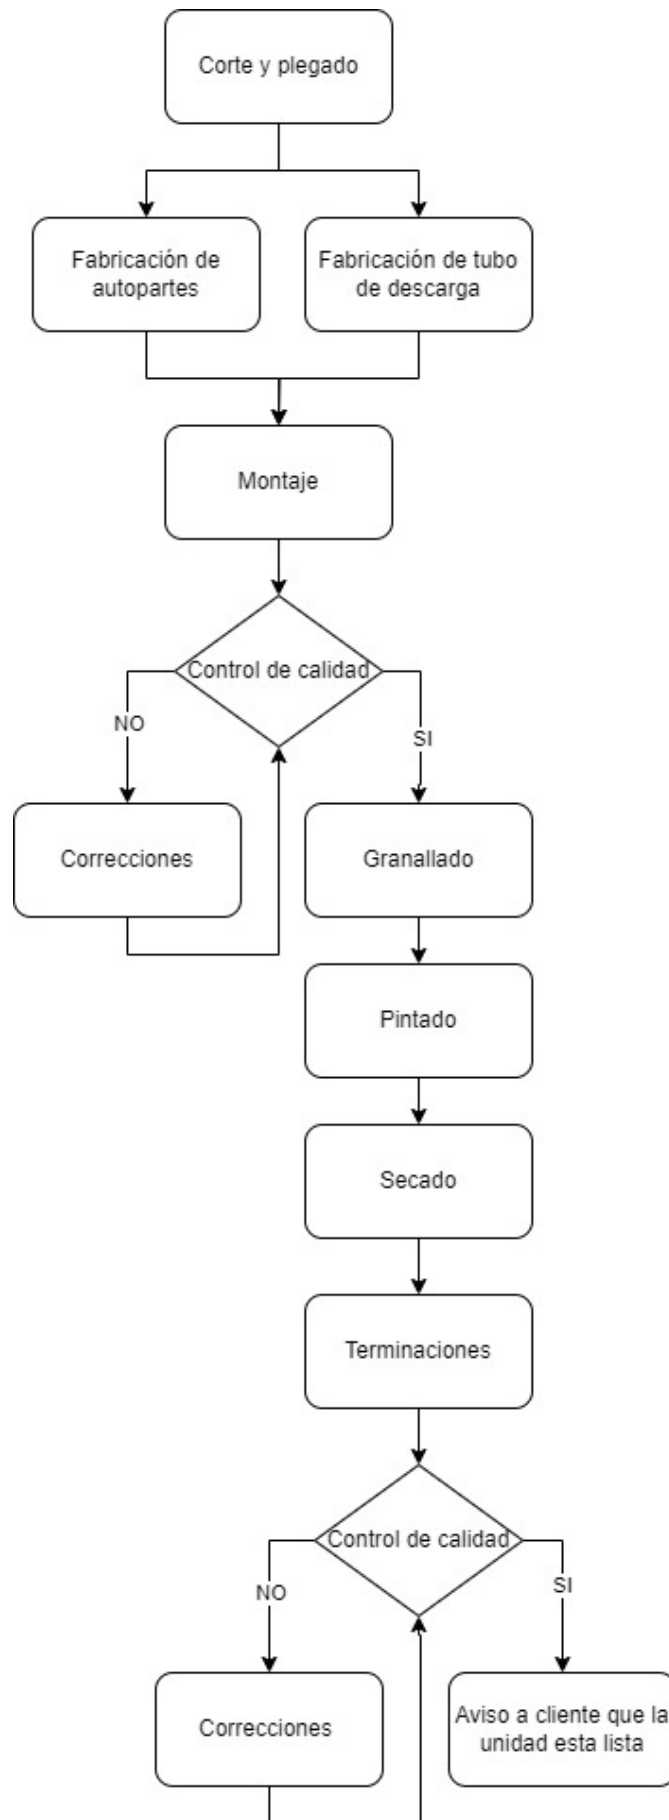 Corte y plegado
Fabricación de
autopartes
Fabricación de tubo
de descarga
Montaje
Control de calidad
NO
SI
Correcciones
Granallado
Pintado
Secado
Terminaciones
Control de calidad
NO
SI
Correcciones
Aviso a cliente que la
unidad esta lista